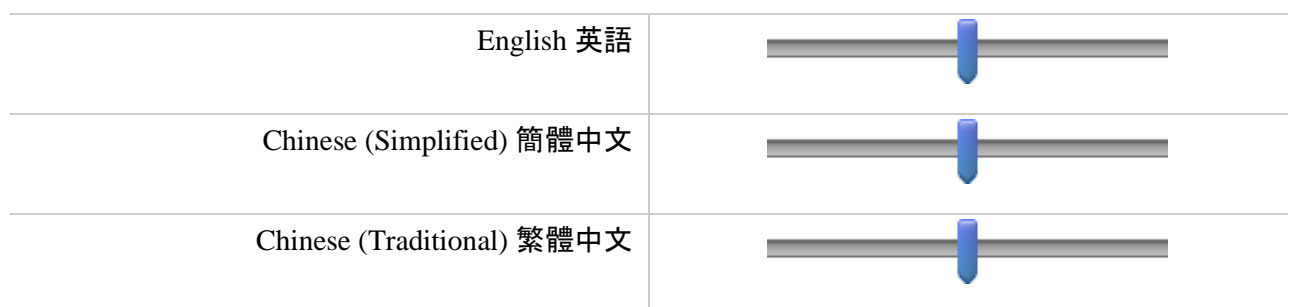 English 英語
Chinese (Simplified) 簡體中文
Chinese (Traditional) 繁體中文